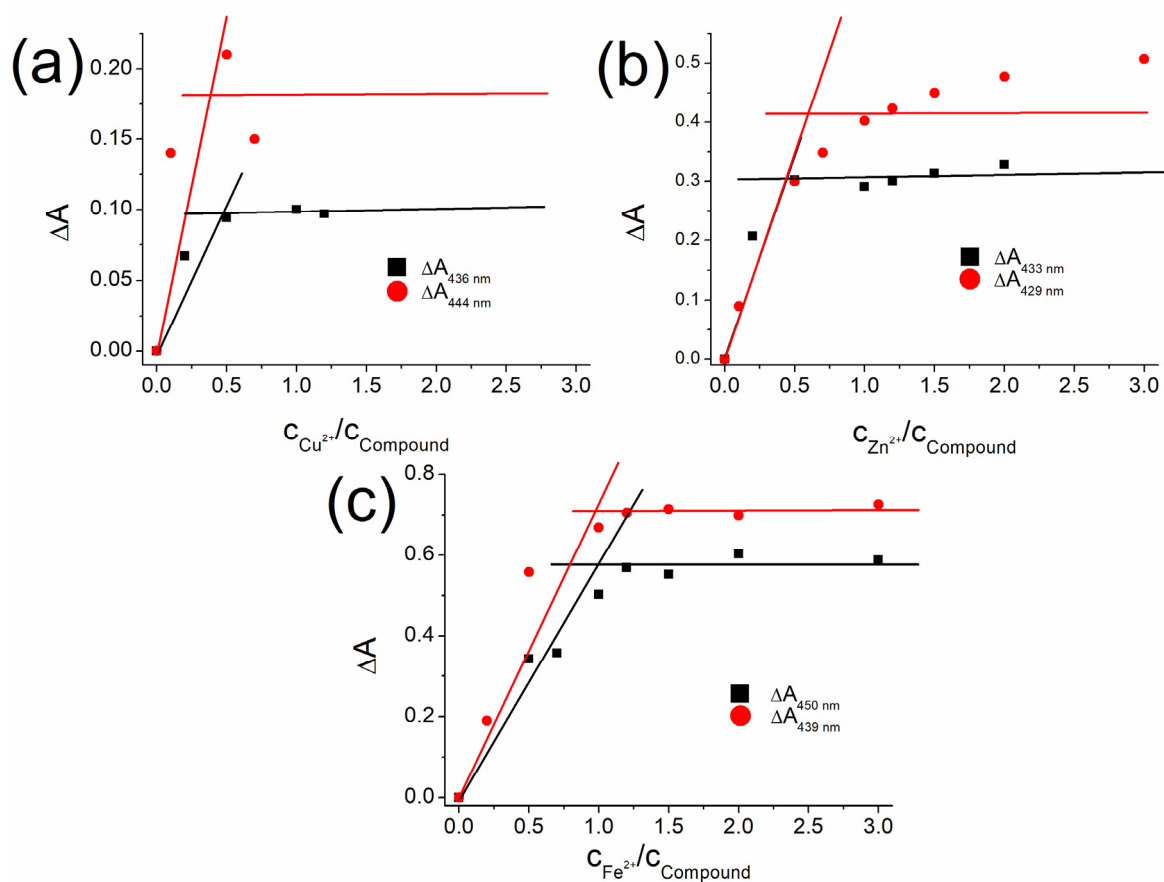 (a)
ΔA
0.20
0.15
0.10
0.05
0.00
ΔA436 nm
ΔA444 nm
0.0 0.5 1.0 1.5 2.0 2.5 3.0
cCu²⁺/cCompound
(b)
ΔA
0.5
0.4
0.3
0.2
0.1
0.0
ΔA433 nm
ΔA429 nm
0.0 0.5 1.0 1.5 2.0 2.5 3.0
cZn²⁺/cCompound
(c)
ΔA
0.8
0.6
0.4
0.2
0.0
ΔA450 nm
ΔA439 nm
0.0 0.5 1.0 1.5 2.0 2.5 3.0
cFe²⁺/cCompound